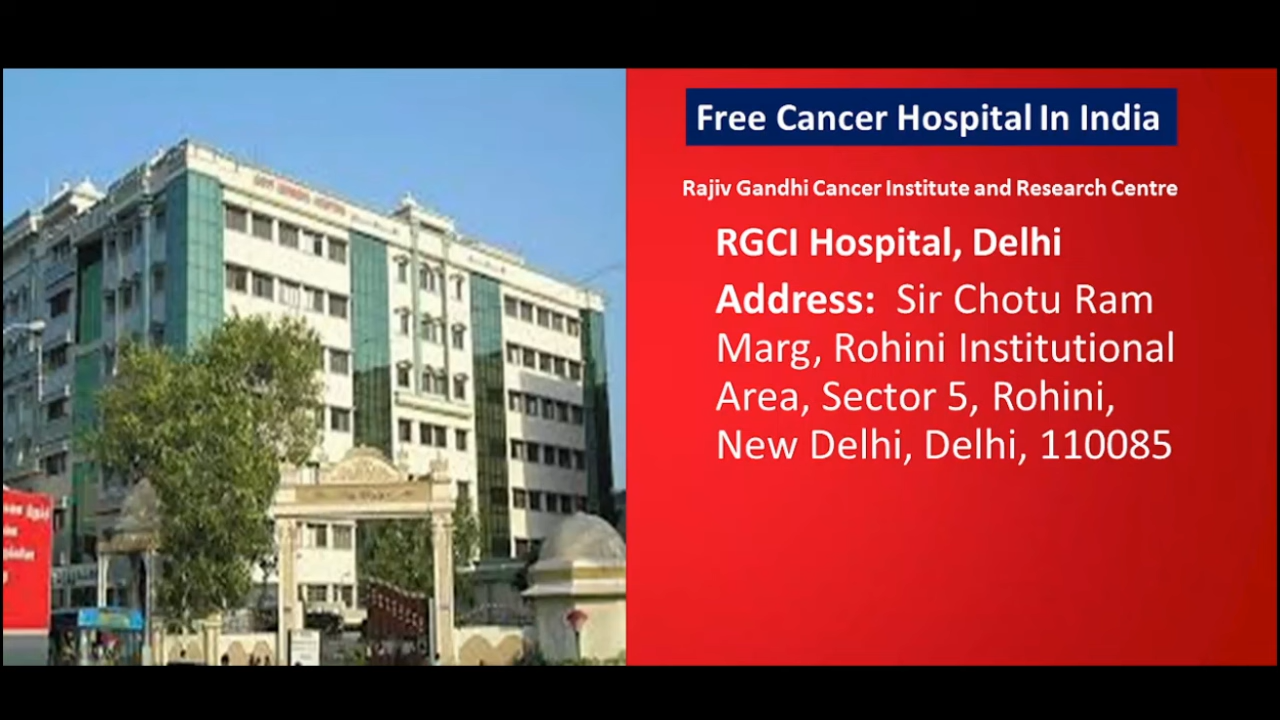 Free Cancer Hospital In India
Rajiv Gandhi Cancer Institute and Research Centre
RGCI Hospital, Delhi
Address: Sir Chotu Ram
Marg, Rohini Institutional
Area, Sector 5, Rohini,
New Delhi, Delhi, 110085